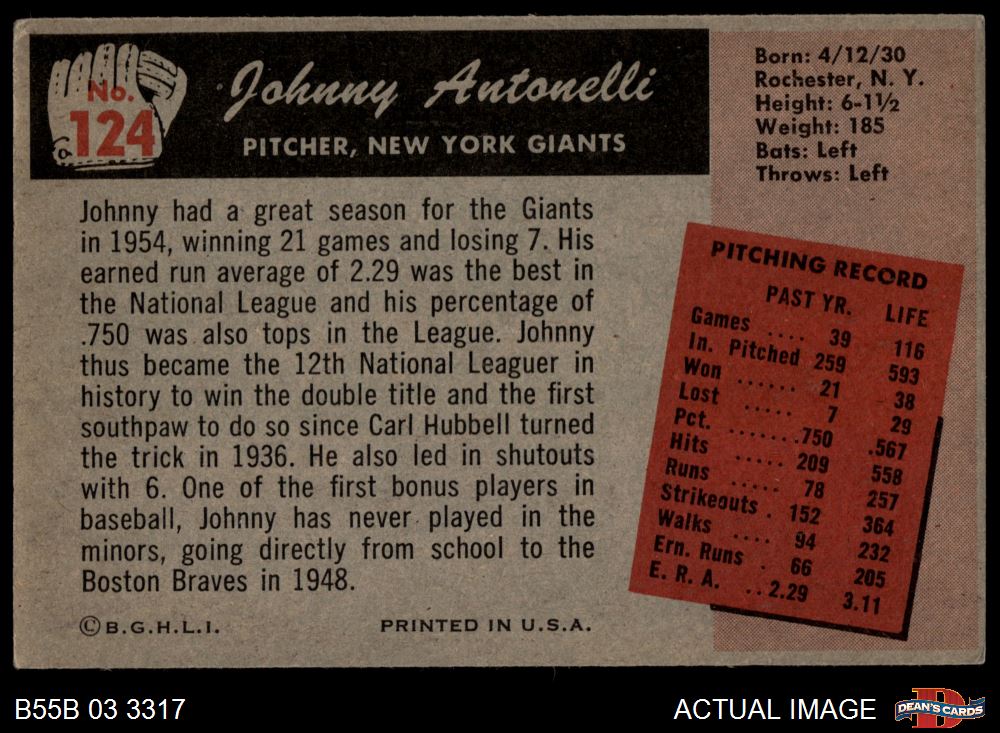 No.
124
Johnny Antonelli
PITCHER, NEW YORK GIANTS
Born: 4/12/30
Rochester, N. Y.
Height: 6-1½
Weight: 185
Bats: Left
Throws: Left
Johnny had a great season for the Giants
in 1954, winning 21 games and losing 7. His
earned run average of 2.29 was the best in
the National League and his percentage of
.750 was also tops in the League. Johnny
thus became the 12th National Leaguer in
history to win the double title and the first
southpaw to do so since Carl Hubbell turned
the trick in 1936. He also led in shutouts
with 6. One of the first bonus players in
baseball, Johnny has never played in the
minors, going directly from school to the
Boston Braves in 1948.
© B.G.H.L.I.
PRINTED IN U.S.A.
PITCHING RECORD
PAST YR. LIFE
Games .... 39 116
In. Pitched 259 593
Won ...... 21 38
Lost ..... 7 29
Pct. .......750 .567
Hits ..... 209 558
Runs ..... 78 257
Strikeouts . 152 364
Walks .... 94 232
Ern. Runs . 66 205
E. R. A. ..2.29 3.11
B55B 03 3317
ACTUAL IMAGE
DEAN'S CARDS